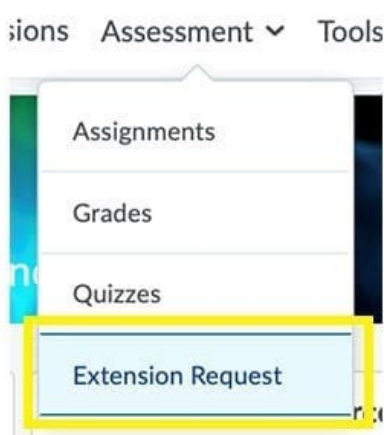 Assessment Tools
Assignments
Grades
Quizzes
Extension Request